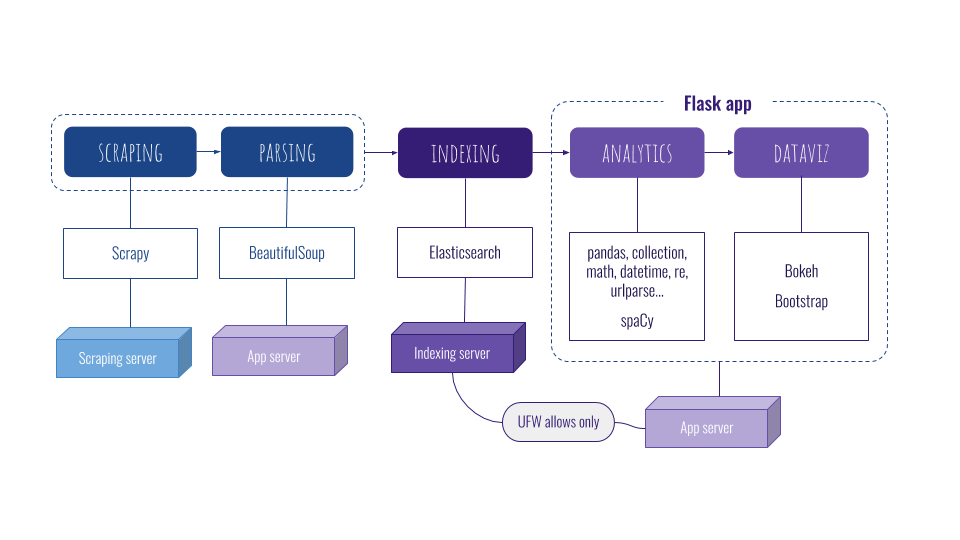 Flask app
SCRAPING
PARSING
INDEXING
ANALYTICS
DATAVIZ
Scrapy
BeautifulSoup
Elasticsearch
pandas, collection,
math, datetime, re,
urlparse...
spaCy
Bokeh
Bootstrap
Scraping server
App server
Indexing server
UFW allows only
App server